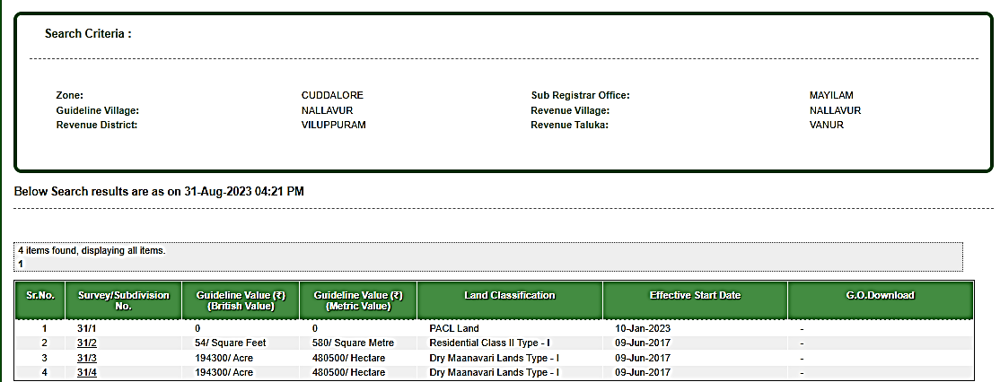 Search Criteria :
Zone: CUDDALORE Sub Registrar Office: MAYILAM
Guideline Village: NALLAVUR Revenue Village: NALLAVUR
Revenue District: VILUPPURAM Revenue Taluka: VANUR
Below Search results are as on 31-Aug-2023 04:21 PM
4 items found, displaying all items.
1
Sr.No. Survey/Subdivision No. Guideline Value (₹) (British Value) Guideline Value (₹) (Metric Value) Land Classification Effective Start Date G.O.Download
1 31/1 0 0 PACL Land 10-Jan-2023 -
2 31/2 54/ Square Feet 580/ Square Metre Residential Class II Type - I 09-Jun-2017 -
3 31/3 194300/ Acre 480500/ Hectare Dry Maanavari Lands Type - I 09-Jun-2017 -
4 31/4 194300/ Acre 480500/ Hectare Dry Maanavari Lands Type - I 09-Jun-2017 -